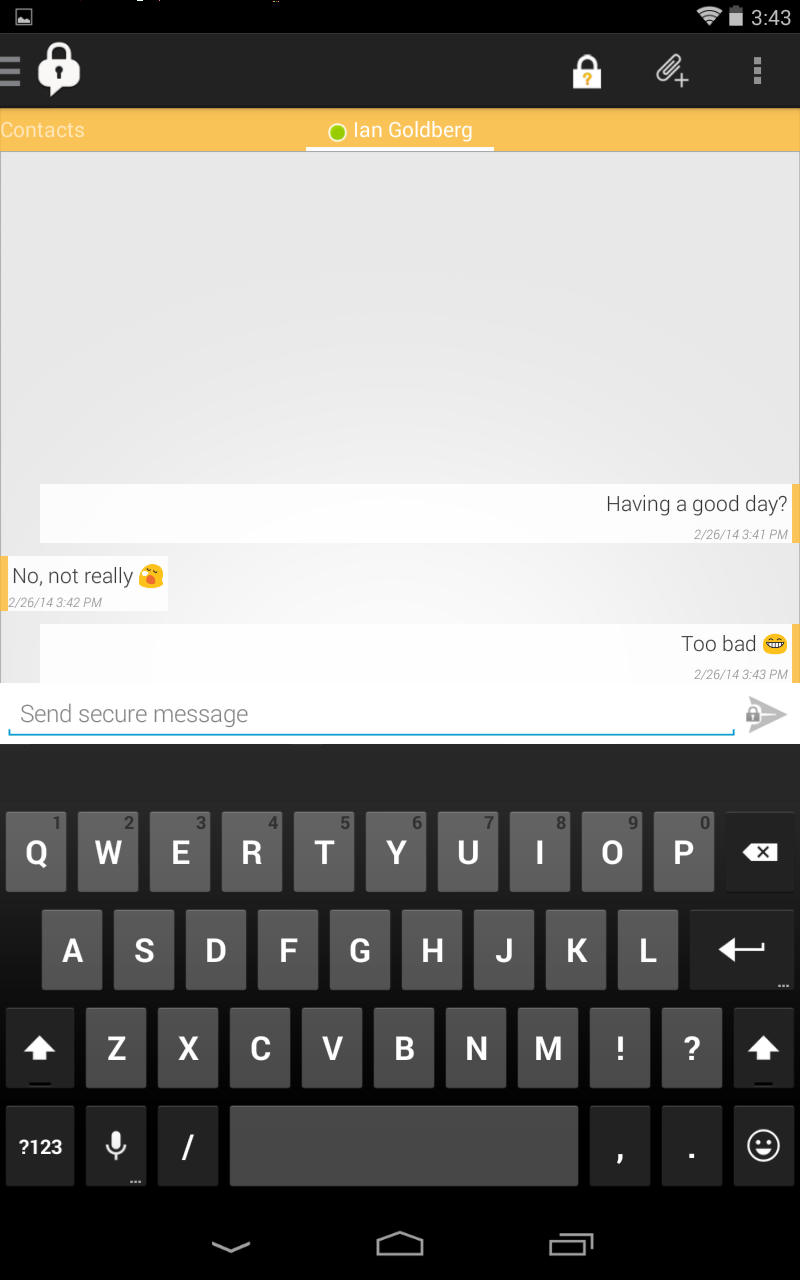 3:43
Contacts
Ian Goldberg
Having a good day?
2/26/14 3:41 PM
No, not really
2/26/14 3:42 PM
Too bad
2/26/14 3:43 PM
Send secure message
1 2 3 4 5 6 7 8 9 0
Q W E R T Y U I O P
A S D F G H J K L
...
Z X C V B N M ! ?
?123 / , .
...